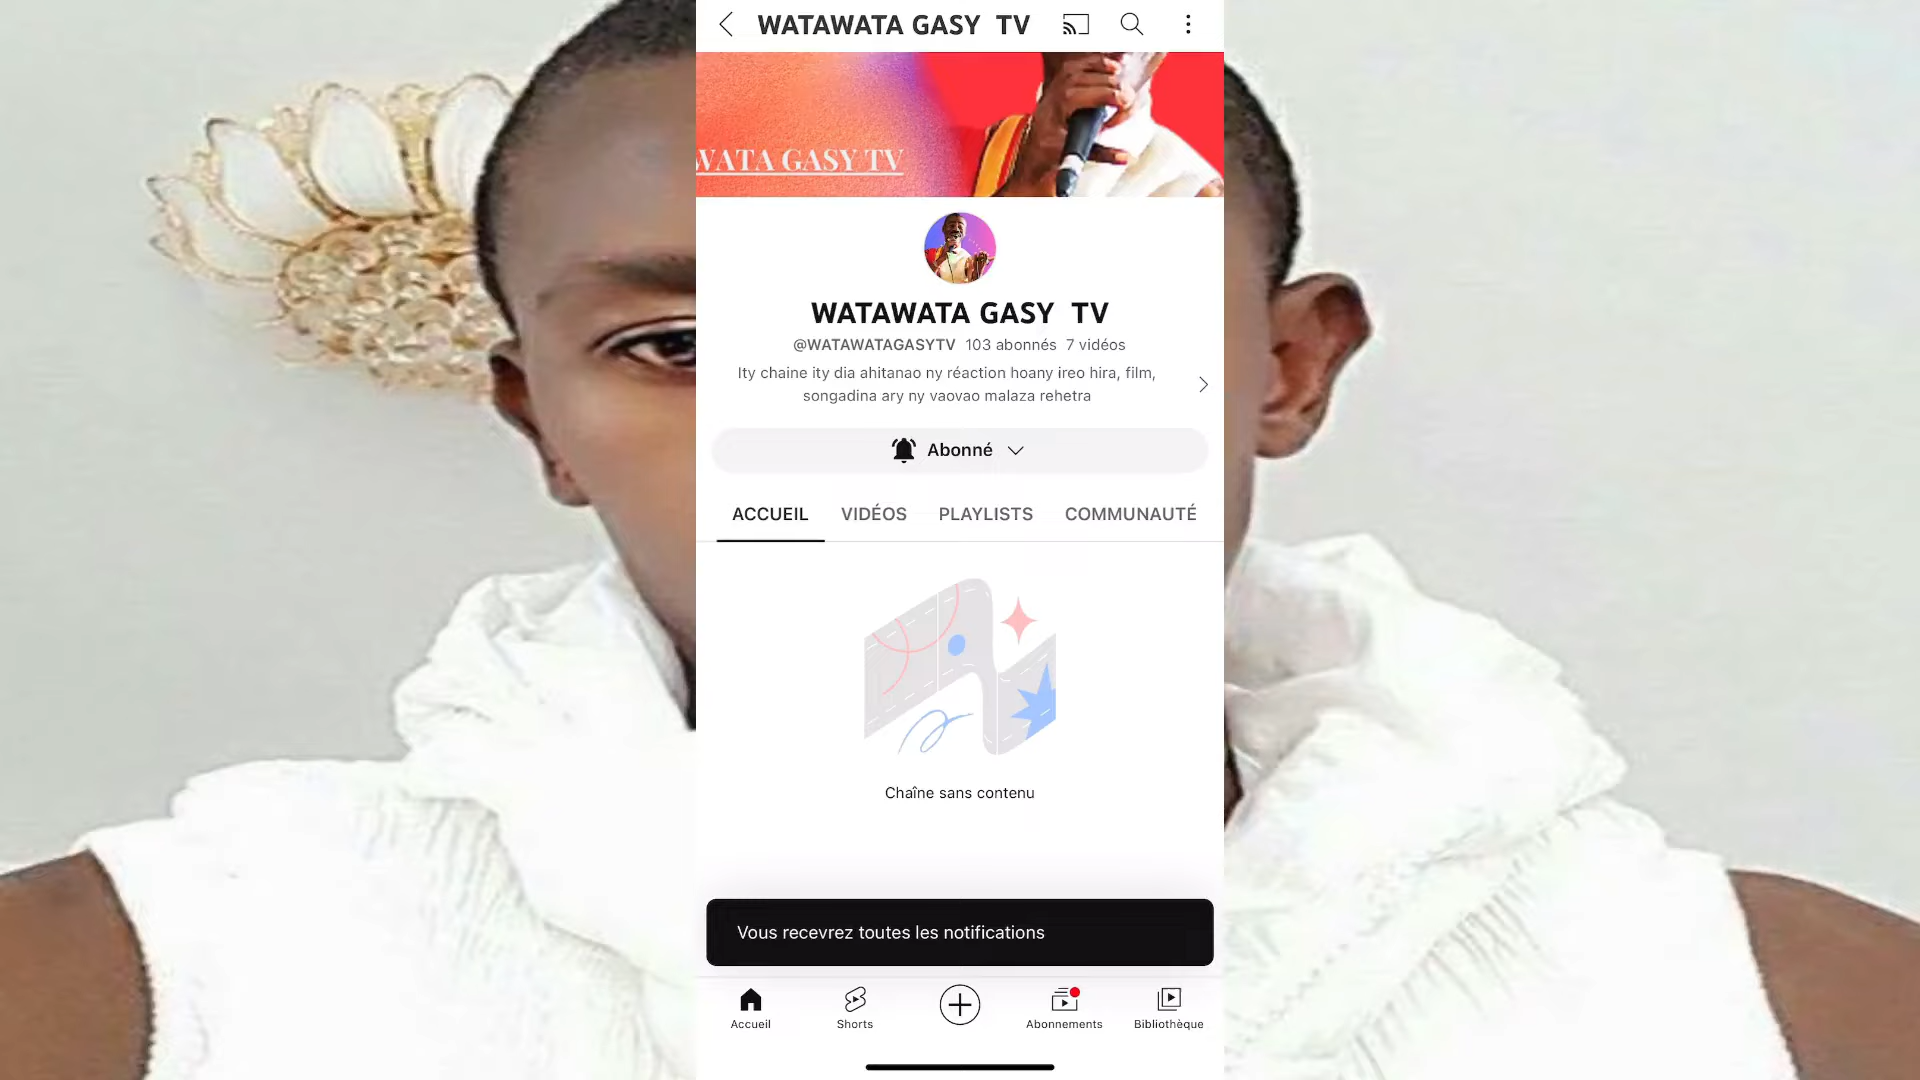 WATAWATA GASY TV
WATA GASY TV
WATAWATA GASY TV
@WATAWATAGASYTV 103 abonnés 7 vidéos
Ity chaine ity dia ahitanao ny réaction hoany ireo hira, film,
songadina ary ny vaovao malaza rehetra
Abonné
ACCUEIL VIDÉOS PLAYLISTS COMMUNAUTÉ
Chaîne sans contenu
Vous recevrez toutes les notifications
Accueil Shorts Abonnements Bibliothèque